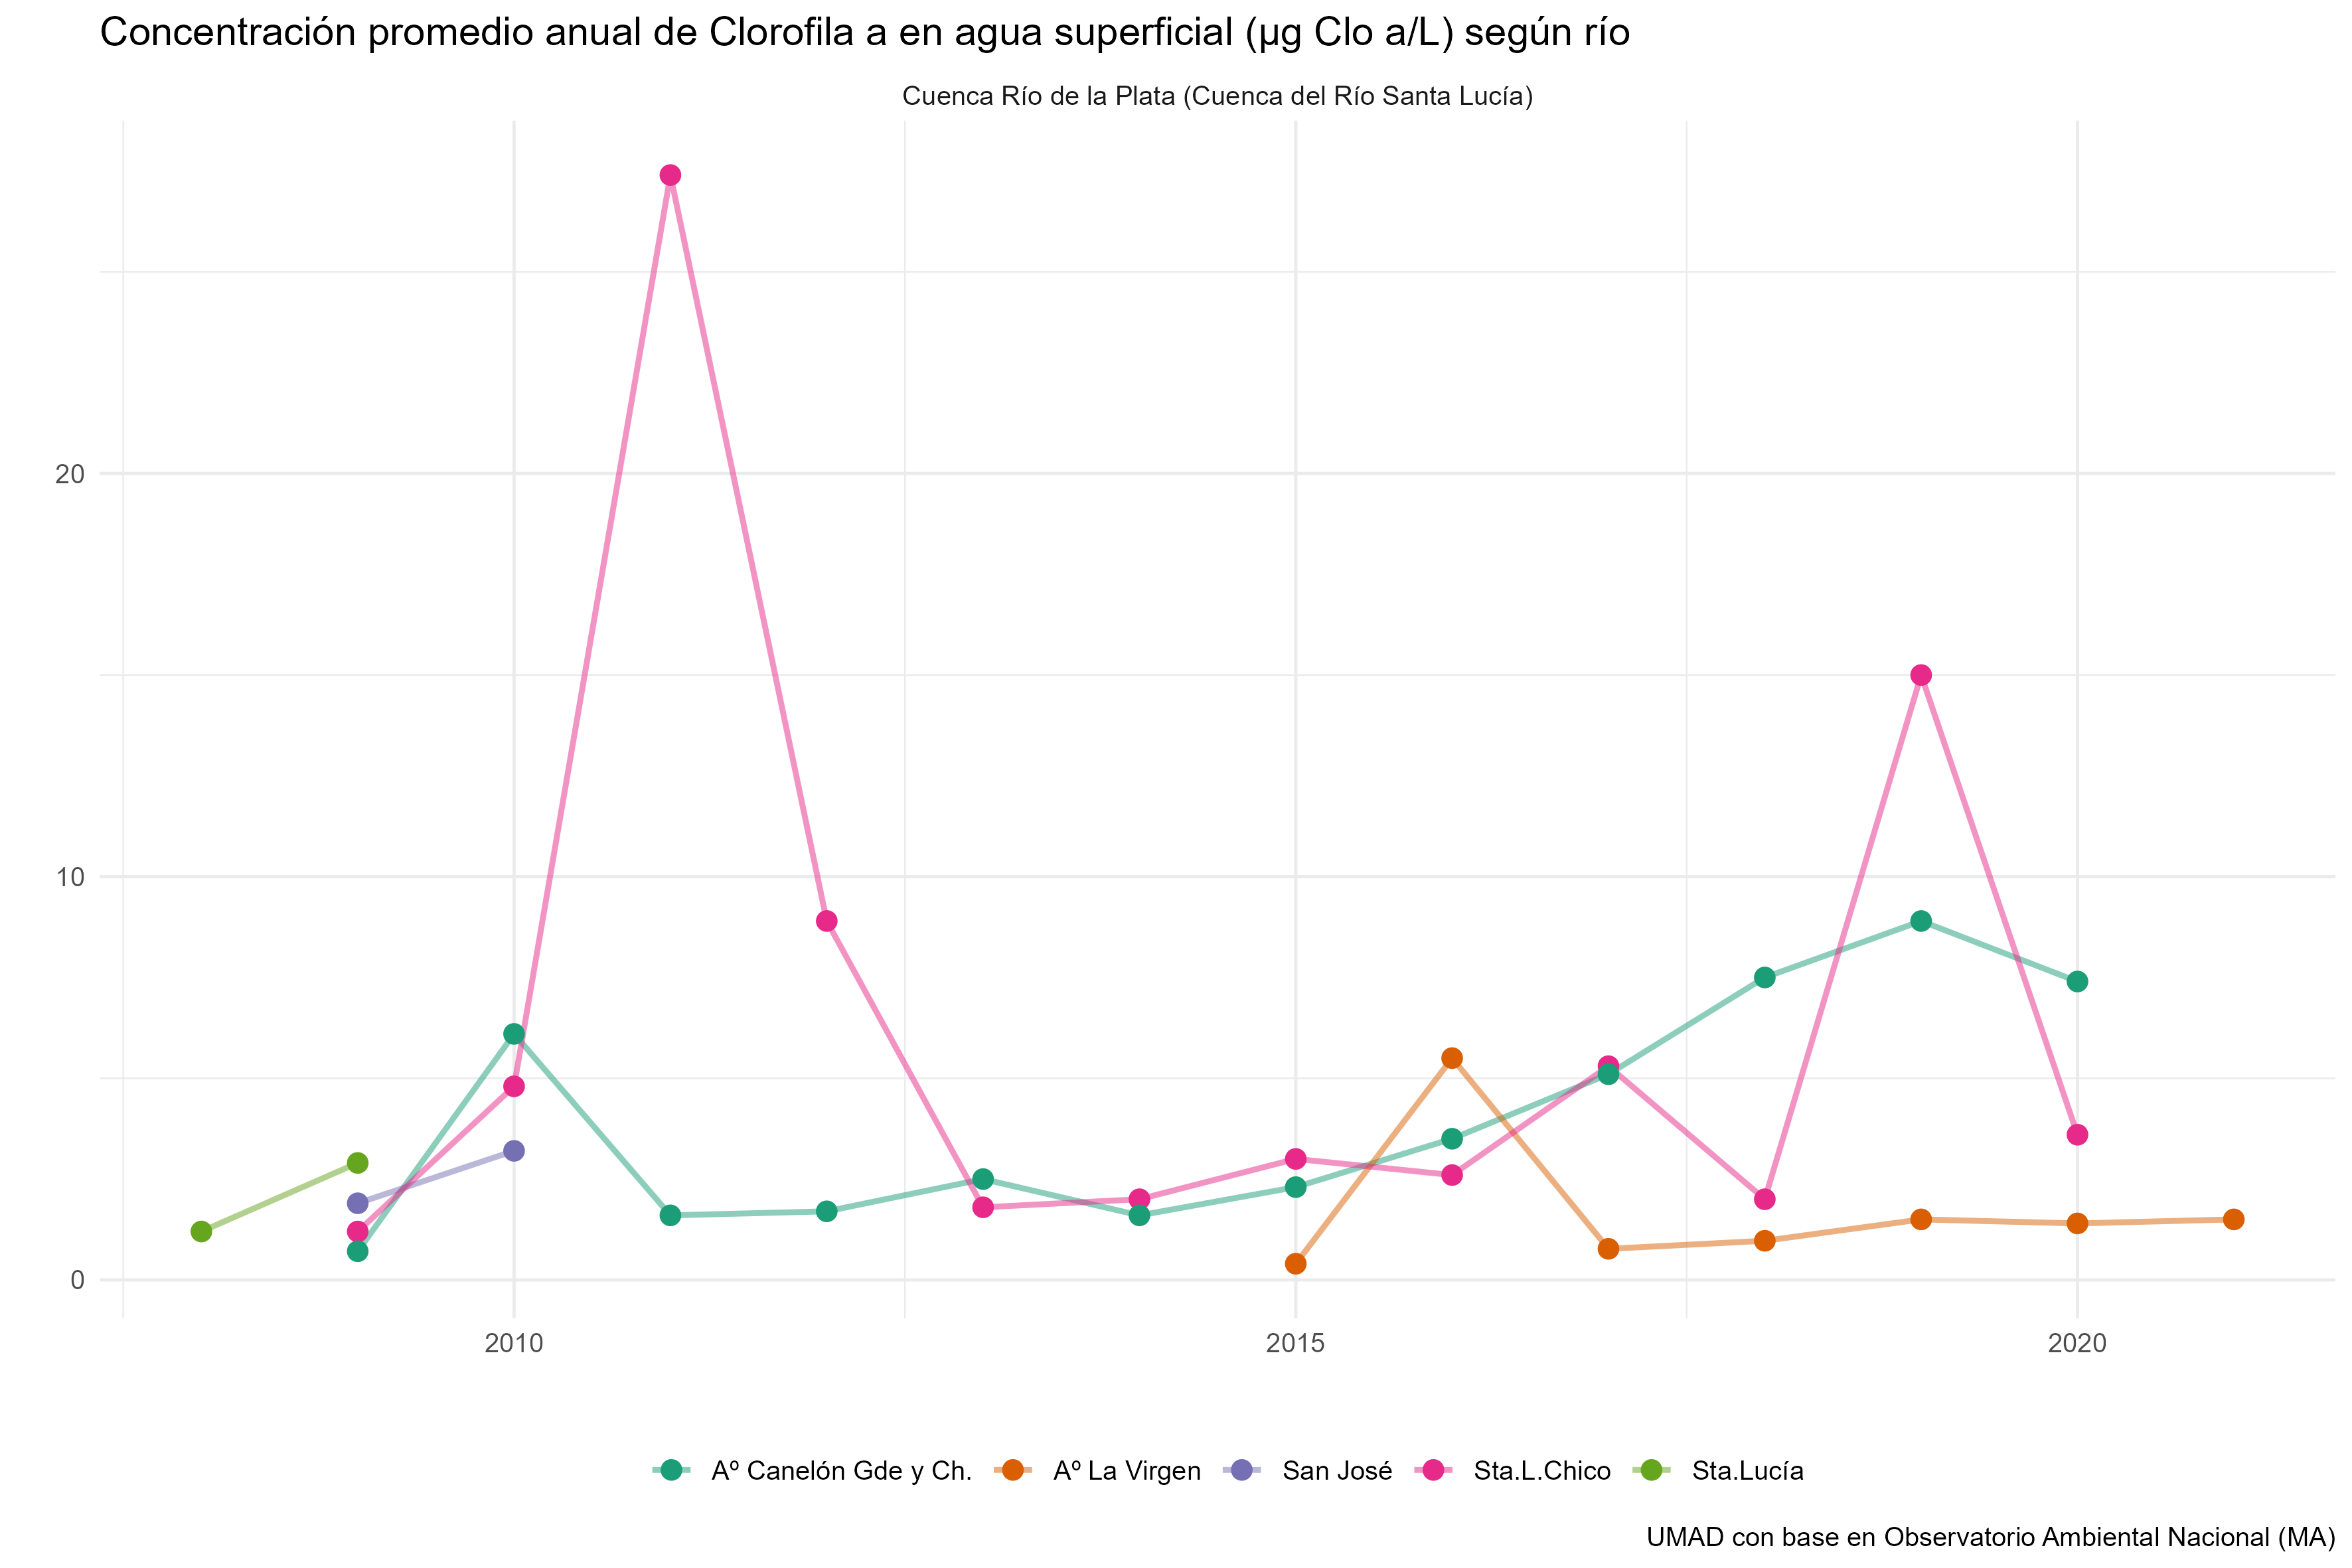 Concentración promedio anual de Clorofila a en agua superficial (µg Clo a/L) según río
Cuenca Río de la Plata (Cuenca del Río Santa Lucía)
20
10
0
2010 2015 2020
Aº Canelón Gde y Ch. Aº La Virgen San José Sta.L.Chico Sta.Lucía
UMAD con base en Observatorio Ambiental Nacional (MA)